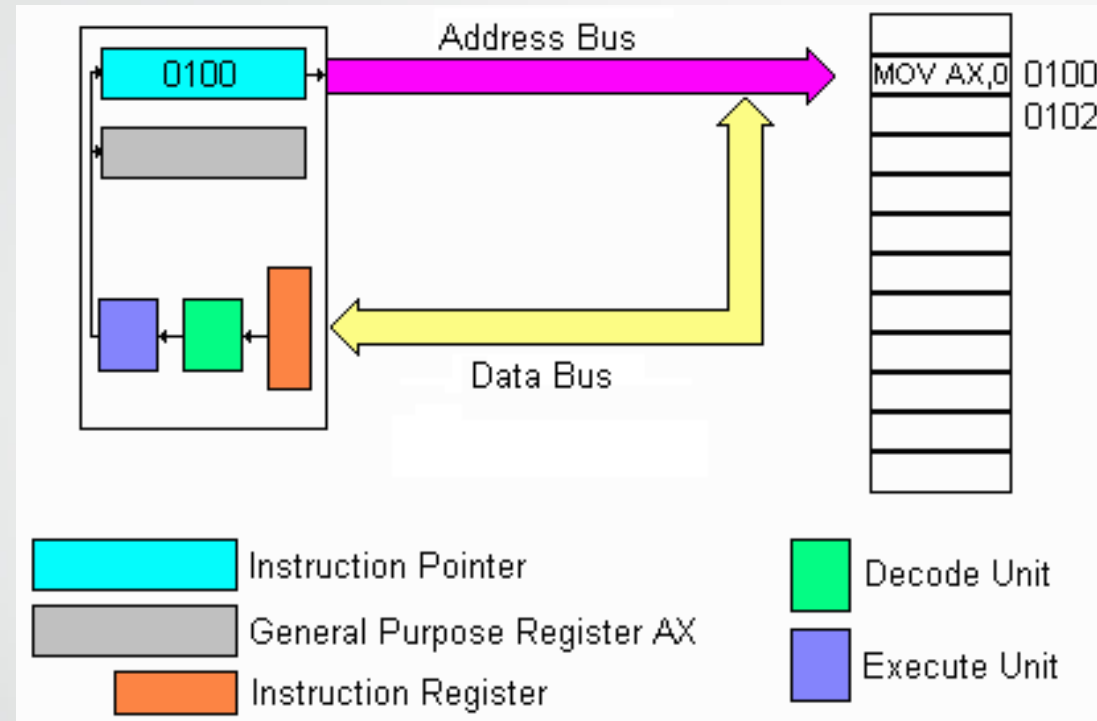 Address Bus
0100
MOV AX,0 0100
0102
Data Bus
Instruction Pointer
General Purpose Register AX
Instruction Register
Decode Unit
Execute Unit